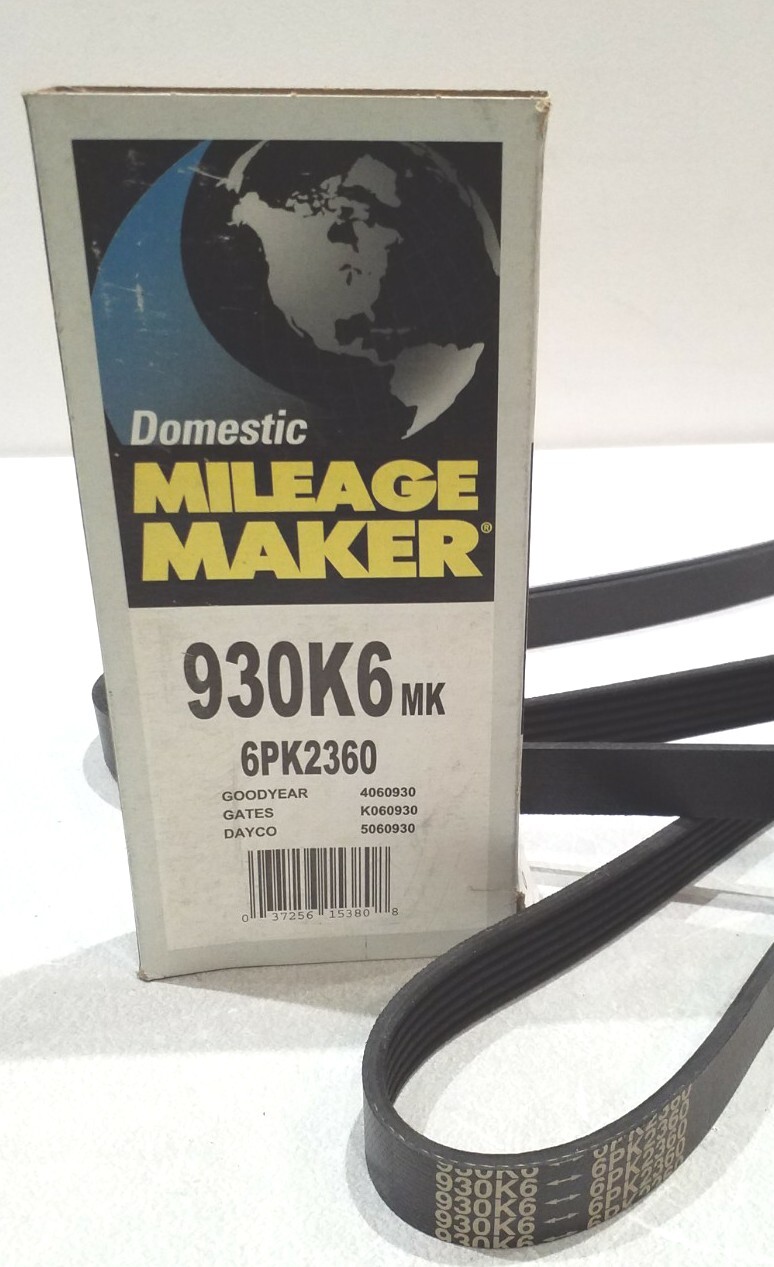 Domestic
MILEAGE
MAKER®
930K6 MK
6PK2360
GOODYEAR 4060930
GATES K060930
DAYCO 5060930
0 37256 15380 8
930K6 ← 6PK2360
930K6 ← 6PK2360
930K6 ← 6PK2360
930K6